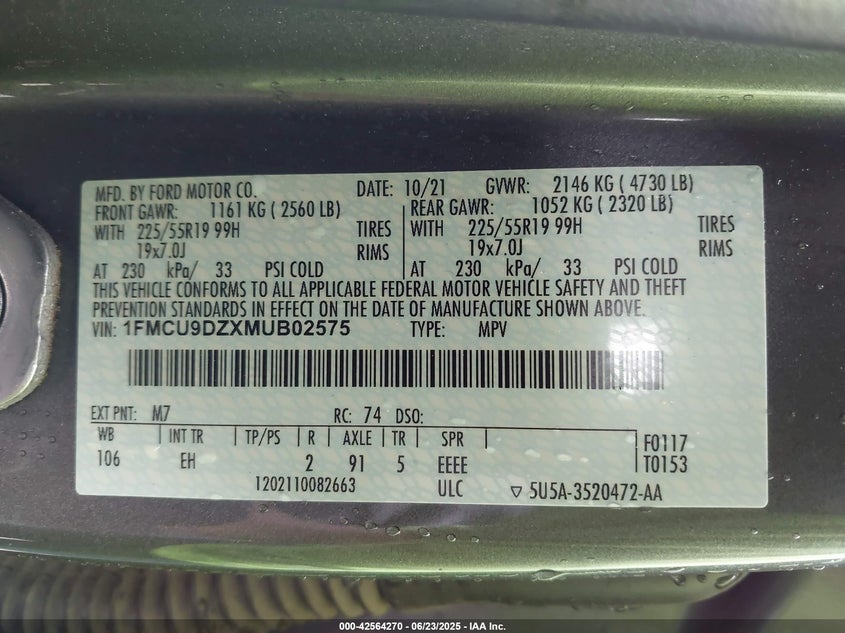 MFD. BY FORD MOTOR CO. DATE: 10/21 GVWR: 2146 KG ( 4730 LB)
FRONT GAWR: 1161 KG ( 2560 LB) REAR GAWR: 1052 KG ( 2320 LB)
WITH 225/55R19 99H TIRES WITH 225/55R19 99H TIRES
19x7.0J RIMS 19x7.0J RIMS
AT 230 kPa/ 33 PSI COLD AT 230 kPa/ 33 PSI COLD
THIS VEHICLE CONFORMS TO ALL APPLICABLE FEDERAL MOTOR VEHICLE SAFETY AND THEFT
PREVENTION STANDARDS IN EFFECT ON THE DATE OF MANUFACTURE SHOWN ABOVE.
VIN: 1FMCU9DZXMUB02575 TYPE: MPV
EXT PNT: M7 RC: 74 DSO:
WB INT TR TP/PS R AXLE TR SPR F0117
106 EH 2 91 5 EEEE T0153
1202110082663 ULC ▽ 5U5A-3520472-AA
000-42564270 - 06/23/2025 - IAA Inc.